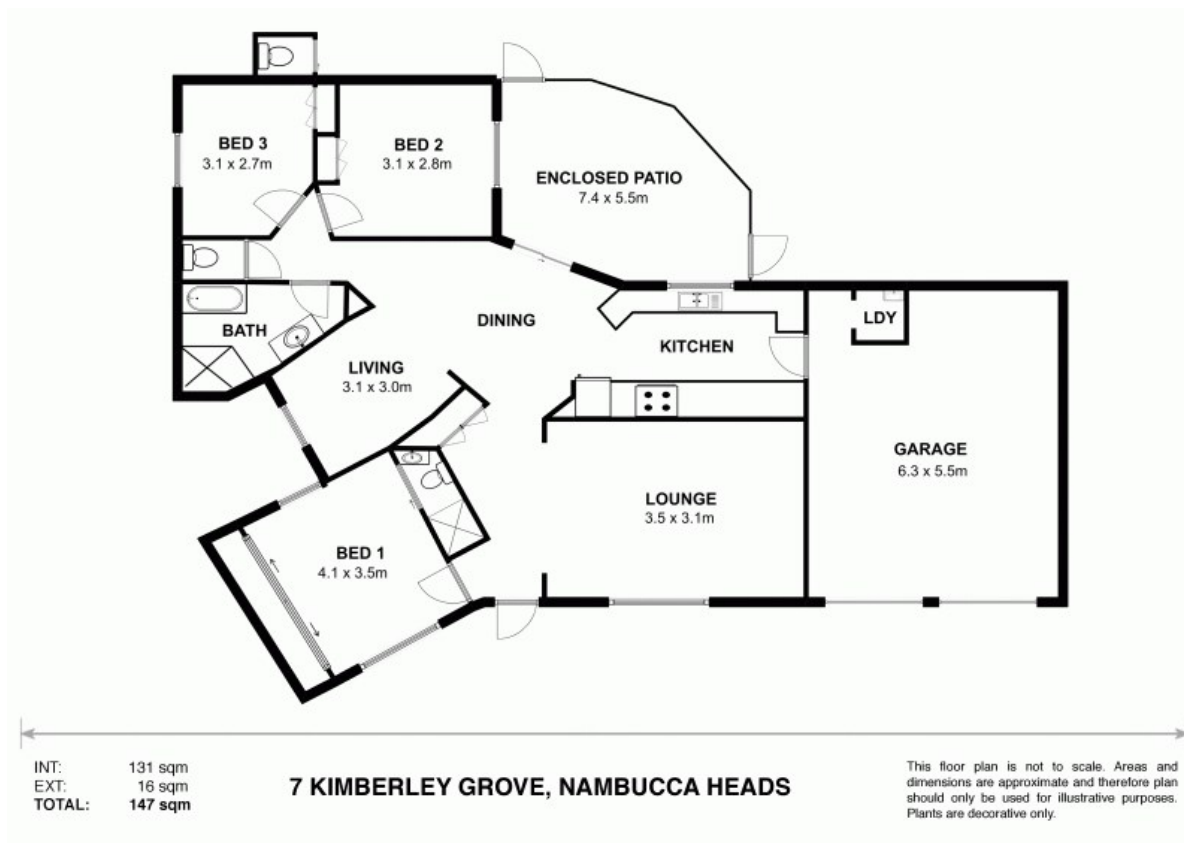 BED 3
3.1 x 2.7m
BED 2
3.1 x 2.8m
ENCLOSED PATIO
7.4 x 5.5m
BATH
DINING
LDY
KITCHEN
LIVING
3.1 x 3.0m
GARAGE
6.3 x 5.5m
LOUNGE
3.5 x 3.1m
BED 1
4.1 x 3.5m
INT: 131 sqm
EXT: 16 sqm
TOTAL: 147 sqm
7 KIMBERLEY GROVE, NAMBUCCA HEADS
This floor plan is not to scale. Areas and
dimensions are approximate and therefore plan
should only be used for illustrative purposes.
Plants are decorative only.